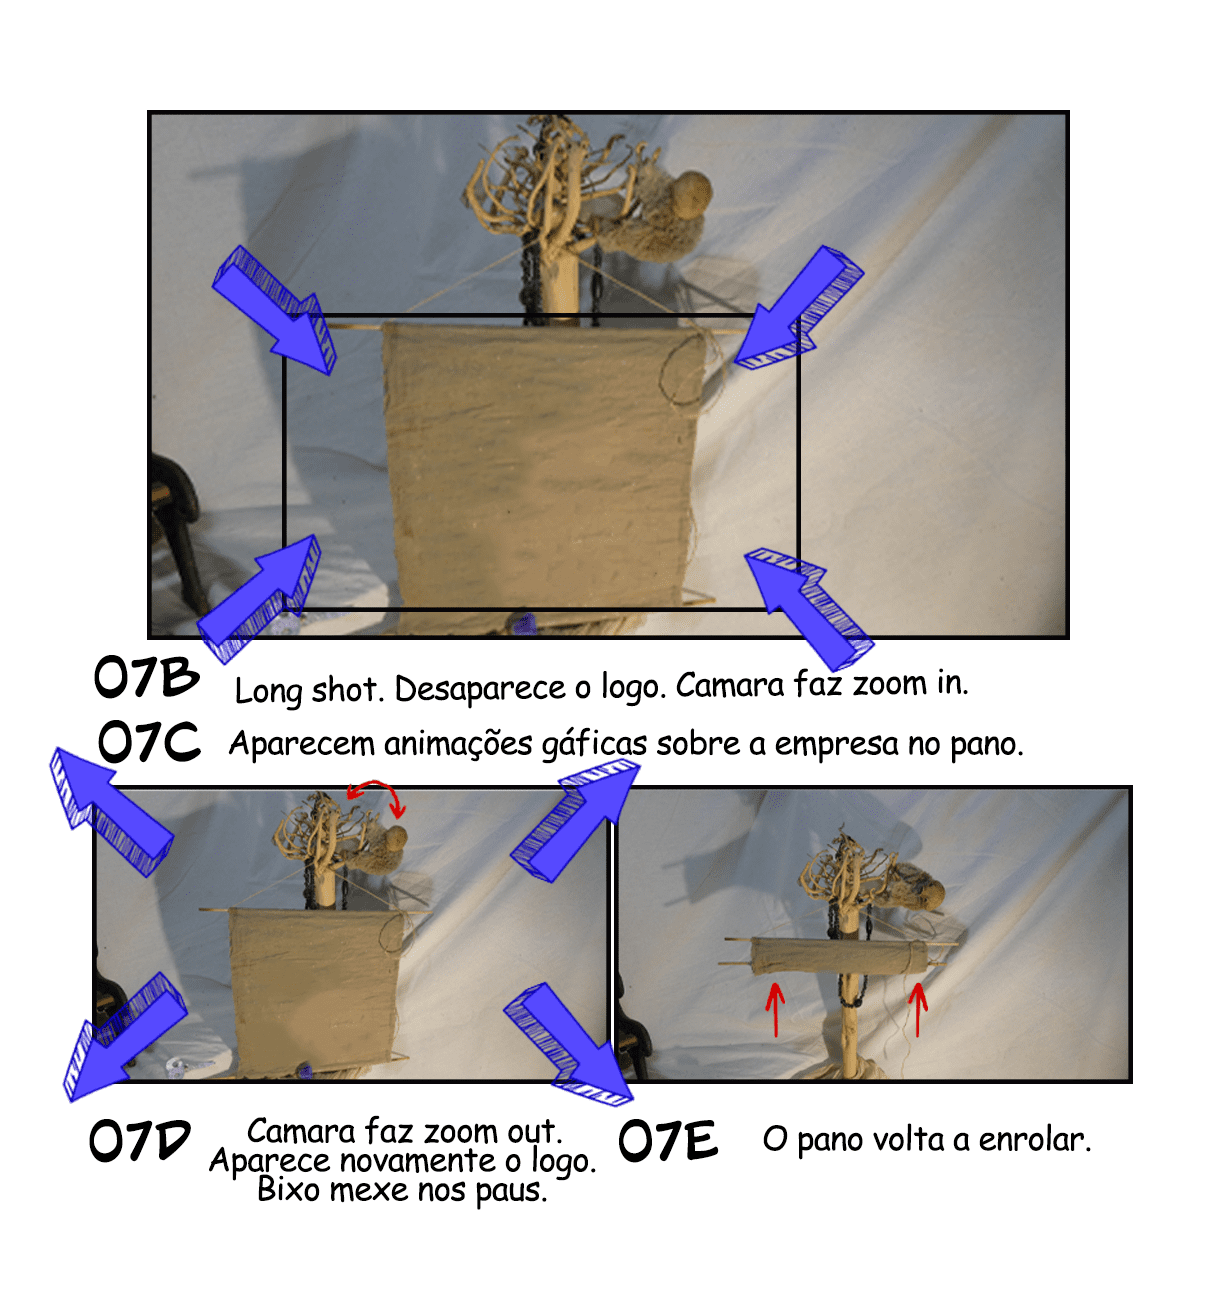 07B Long shot. Desaparece o logo. Camara faz zoom in.
07C Aparecem animações gáficas sobre a empresa no pano.
07D Camara faz zoom out.
Aparece novamente o logo.
Bixo mexe nos paus.
07E O pano volta a enrolar.